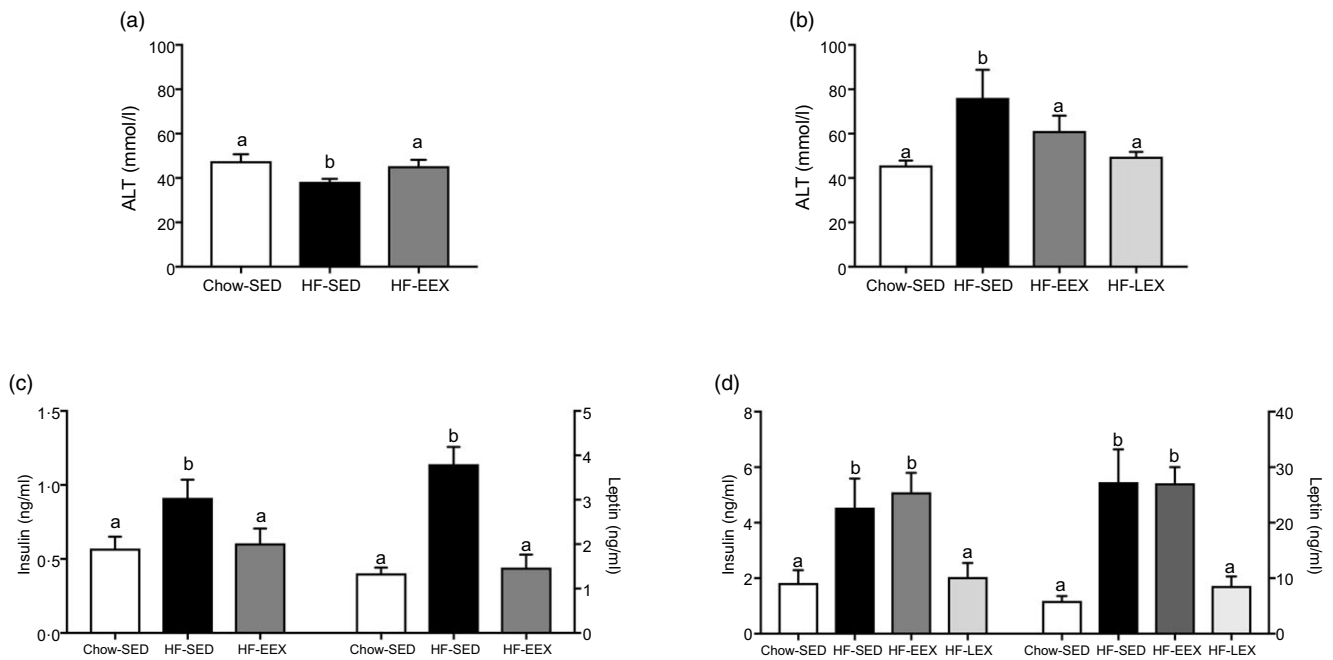 (a)
100
80
60
40
20
0
ALT (mmol/l)
a
b
a
Chow-SED HF-SED HF-EEX
(b)
100
80
60
40
20
0
ALT (mmol/l)
a
b
a
a
Chow-SED HF-SED HF-EEX HF-LEX
(c)
1·5
1·0
0·5
0·0
Insulin (ng/ml)
a
b
a
a
b
a
5
4
3
2
1
0
Leptin (ng/ml)
Chow-SED HF-SED HF-EEX Chow-SED HF-SED HF-EEX
(d)
8
6
4
2
0
Insulin (ng/ml)
a
b
b
a
a
b
b
a
40
30
20
10
0
Leptin (ng/ml)
Chow-SED HF-SED HF-EEX HF-LEX Chow-SED HF-SED HF-EEX HF-LEX